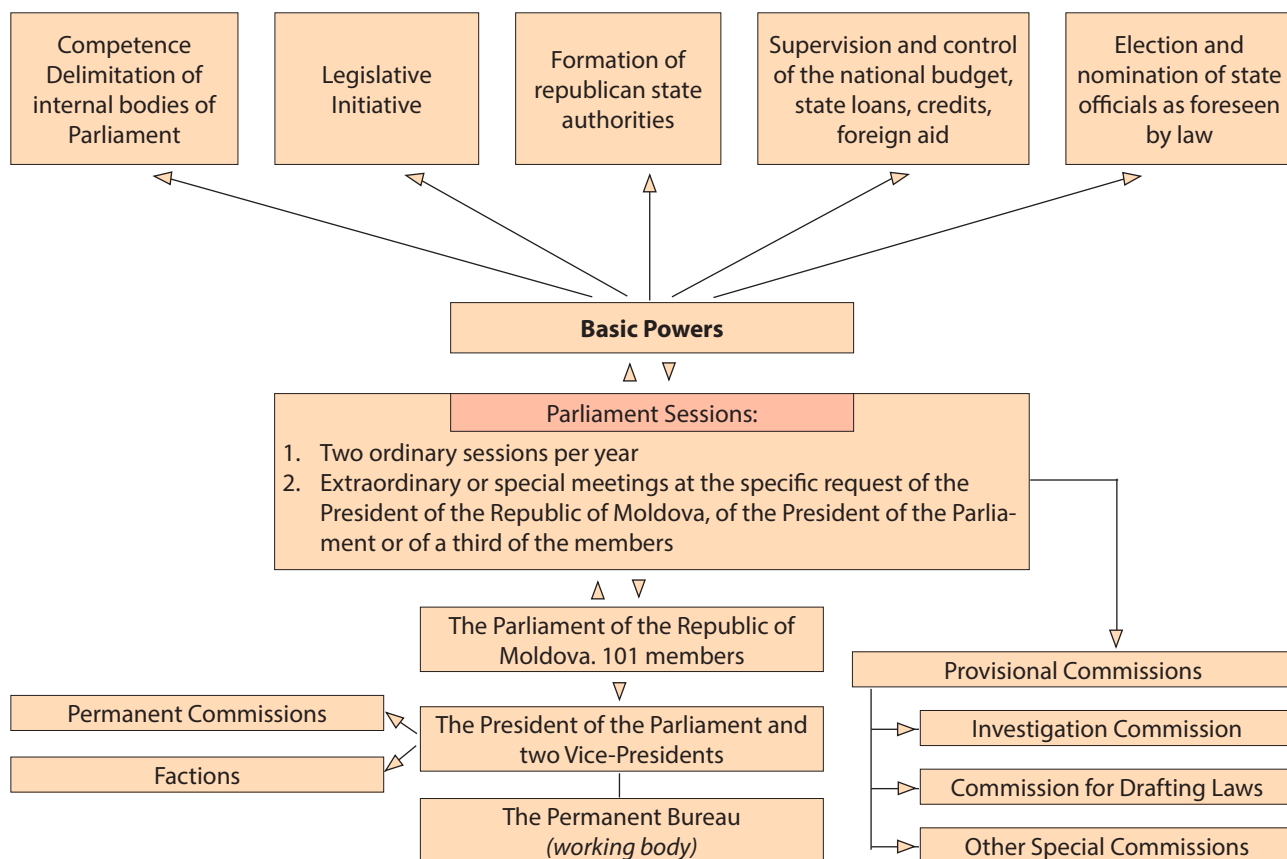 Competence
Delimitation of
internal bodies of
Parliament
Legislative
Initiative
Formation of
republican state
authorities
Supervision and control
of the national budget,
state loans, credits,
foreign aid
Election and
nomination of state
officials as foreseen
by law
Basic Powers
Parliament Sessions:
1. Two ordinary sessions per year
2. Extraordinary or special meetings at the specific request of the
President of the Republic of Moldova, of the President of the Parlia-
ment or of a third of the members
The Parliament of the Republic of
Moldova. 101 members
Permanent Commissions
Factions
The President of the Parliament and
two Vice-Presidents
The Permanent Bureau
(working body)
Provisional Commissions
Investigation Commission
Commission for Drafting Laws
Other Special Commissions